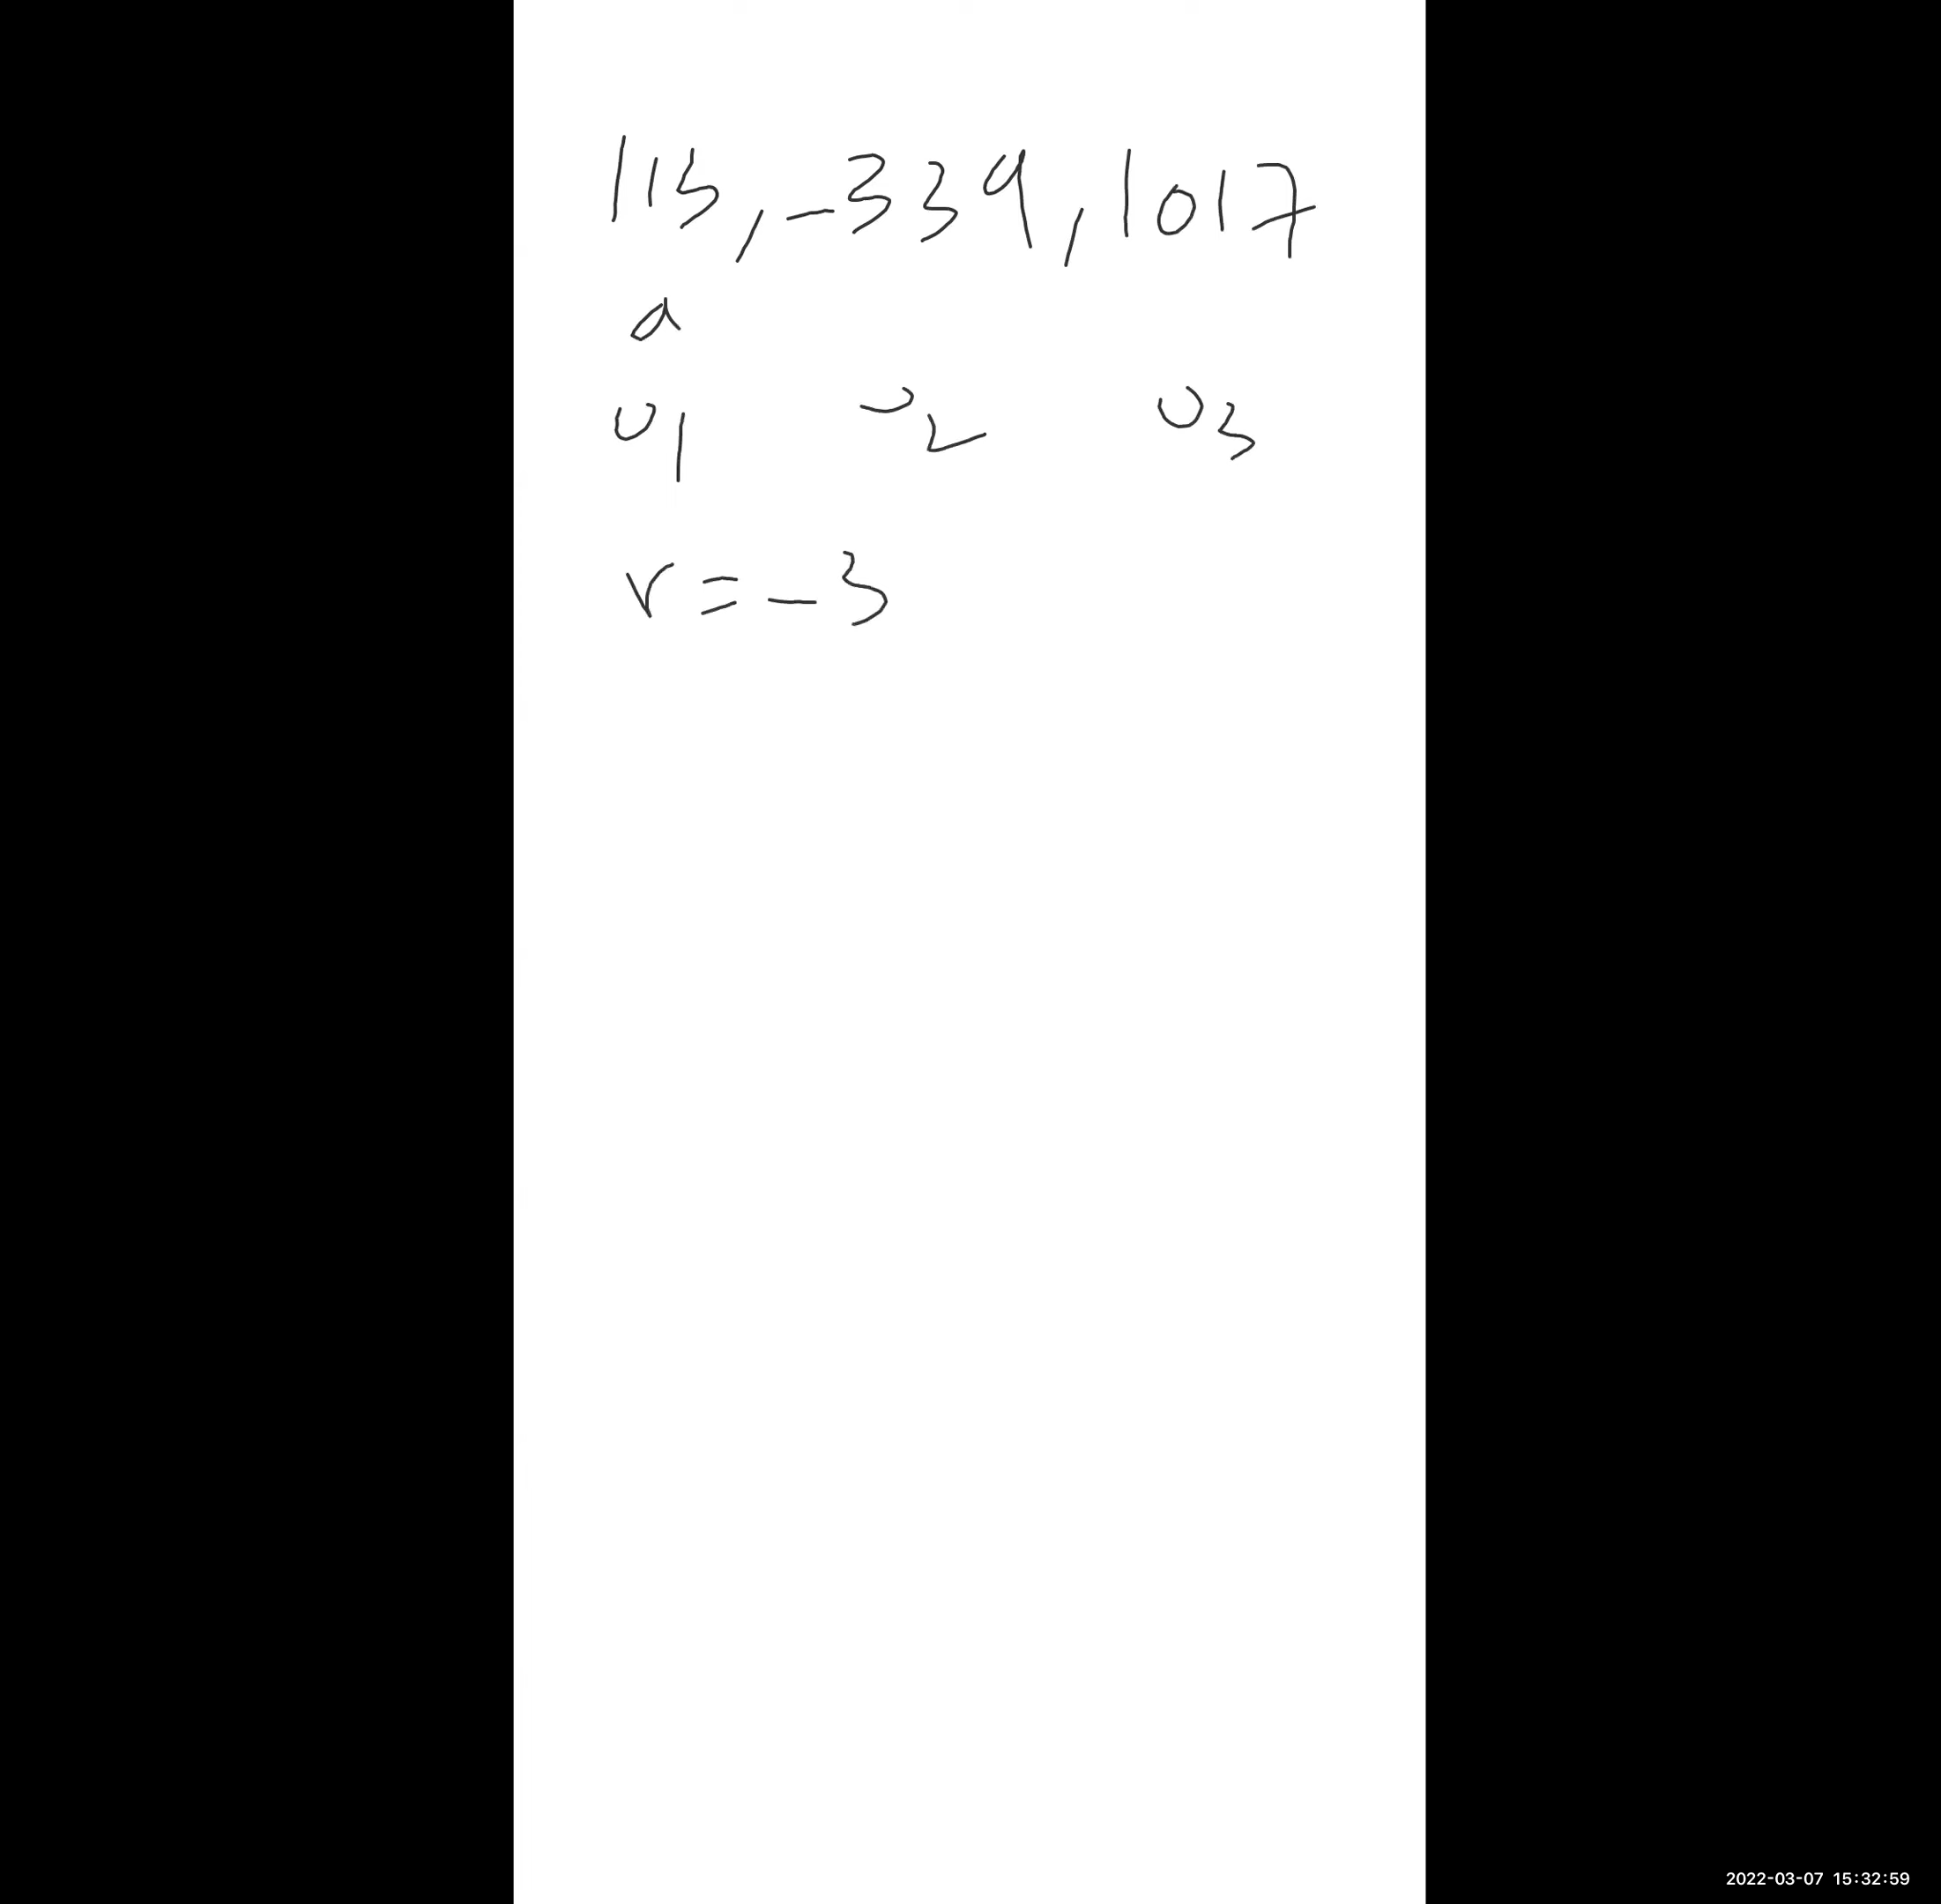 113, -339, 1017
a
U1 U2 U3
r = -3
2022-03-07 15:32:59